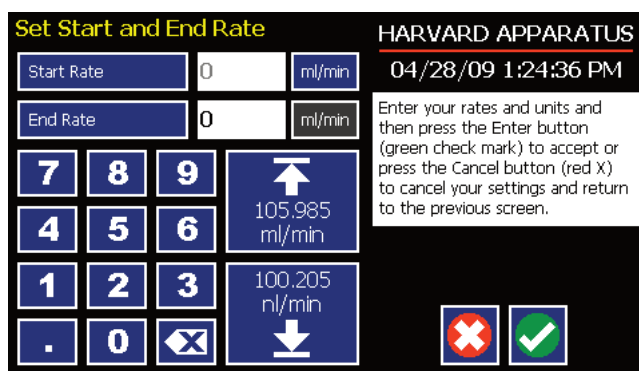 Set Start and End Rate
Start Rate 0 ml/min
End Rate 0 ml/min
7 8 9
4 5 6
1 2 3
. 0
105.985
ml/min
100.205
nl/min
HARVARD APPARATUS
04/28/09 1:24:36 PM
Enter your rates and units and
then press the Enter button
(green check mark) to accept or
press the Cancel button (red X)
to cancel your settings and return
to the previous screen.